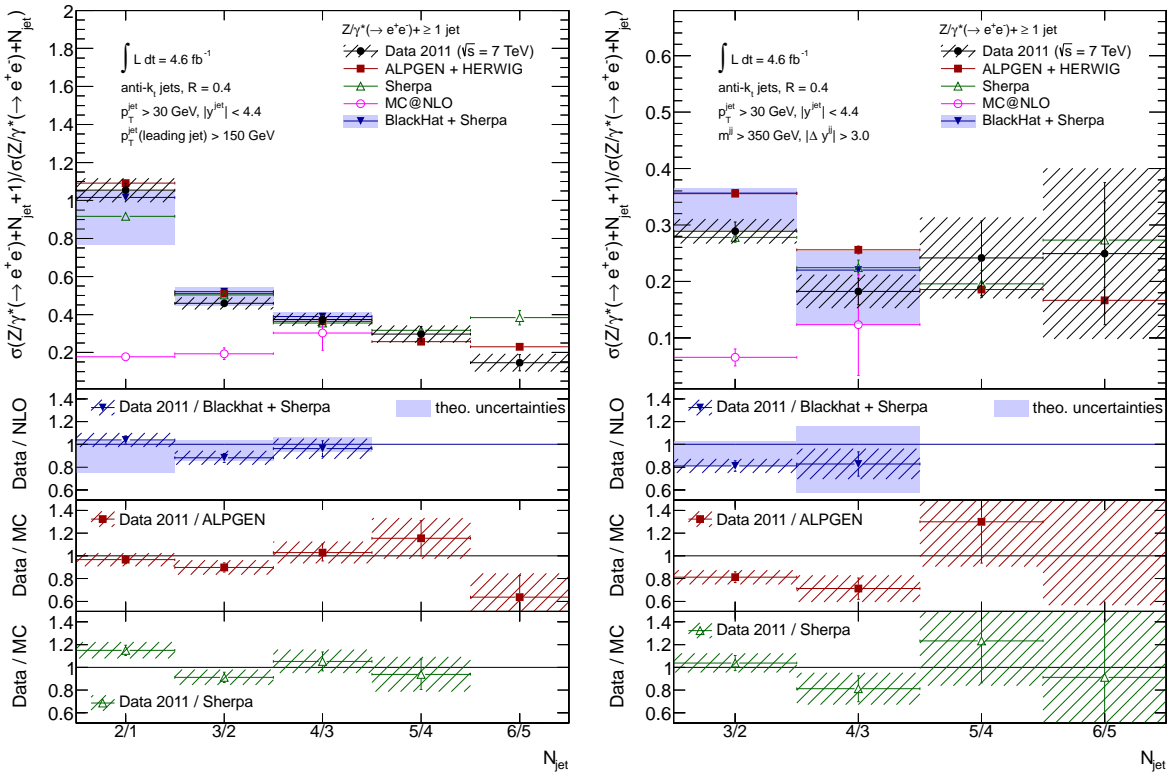 σ(Z/γ*(→ e⁺e⁻)+N_jet+1)/σ(Z/γ*(→ e⁺e⁻)+N_jet)
2
1.8
1.6
1.4
1.2
1
0.8
0.6
0.4
0.2
∫ L dt = 4.6 fb⁻¹
anti-k_t jets, R = 0.4
p_T^jet > 30 GeV, |y^jet| < 4.4
p_T^jet (leading jet) > 150 GeV
Z/γ*(→ e⁺e⁻)+ ≥ 1 jet
Data 2011 (√s = 7 TeV)
ALPGEN + HERWIG
Sherpa
MC@NLO
BlackHat + Sherpa
Data / NLO
1.4
1.2
1
0.8
0.6
Data 2011 / Blackhat + Sherpa
theo. uncertainties
Data / MC
1.4
1.2
1
0.8
0.6
Data 2011 / ALPGEN
Data / MC
1.4
1.2
1
0.8
0.6
Data 2011 / Sherpa
2/1 3/2 4/3 5/4 6/5
N_jet
σ(Z/γ*(→ e⁺e⁻)+N_jet+1)/σ(Z/γ*(→ e⁺e⁻)+N_jet)
0.6
0.5
0.4
0.3
0.2
0.1
∫ L dt = 4.6 fb⁻¹
anti-k_t jets, R = 0.4
p_T^jet > 30 GeV, |y^jet| < 4.4
m^jj > 350 GeV, |Δ y^jj| > 3.0
Z/γ*(→ e⁺e⁻)+ ≥ 1 jet
Data 2011 (√s = 7 TeV)
ALPGEN + HERWIG
Sherpa
MC@NLO
BlackHat + Sherpa
Data / NLO
1.4
1.2
1
0.8
0.6
Data 2011 / Blackhat + Sherpa
theo. uncertainties
Data / MC
1.4
1.2
1
0.8
0.6
Data 2011 / ALPGEN
Data / MC
1.4
1.2
1
0.8
0.6
Data 2011 / Sherpa
3/2 4/3 5/4 6/5
N_jet